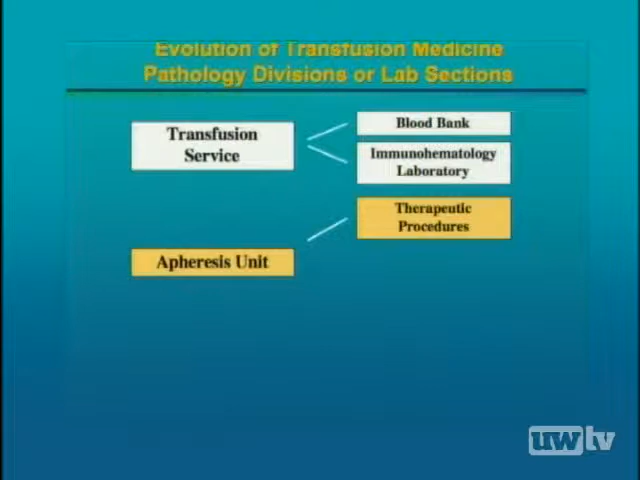 Evolution of Transfusion Medicine
Pathology Divisions or Lab Sections
Transfusion
Service
Blood Bank
Immunohematology
Laboratory
Therapeutic
Procedures
Apheresis Unit
uwtv